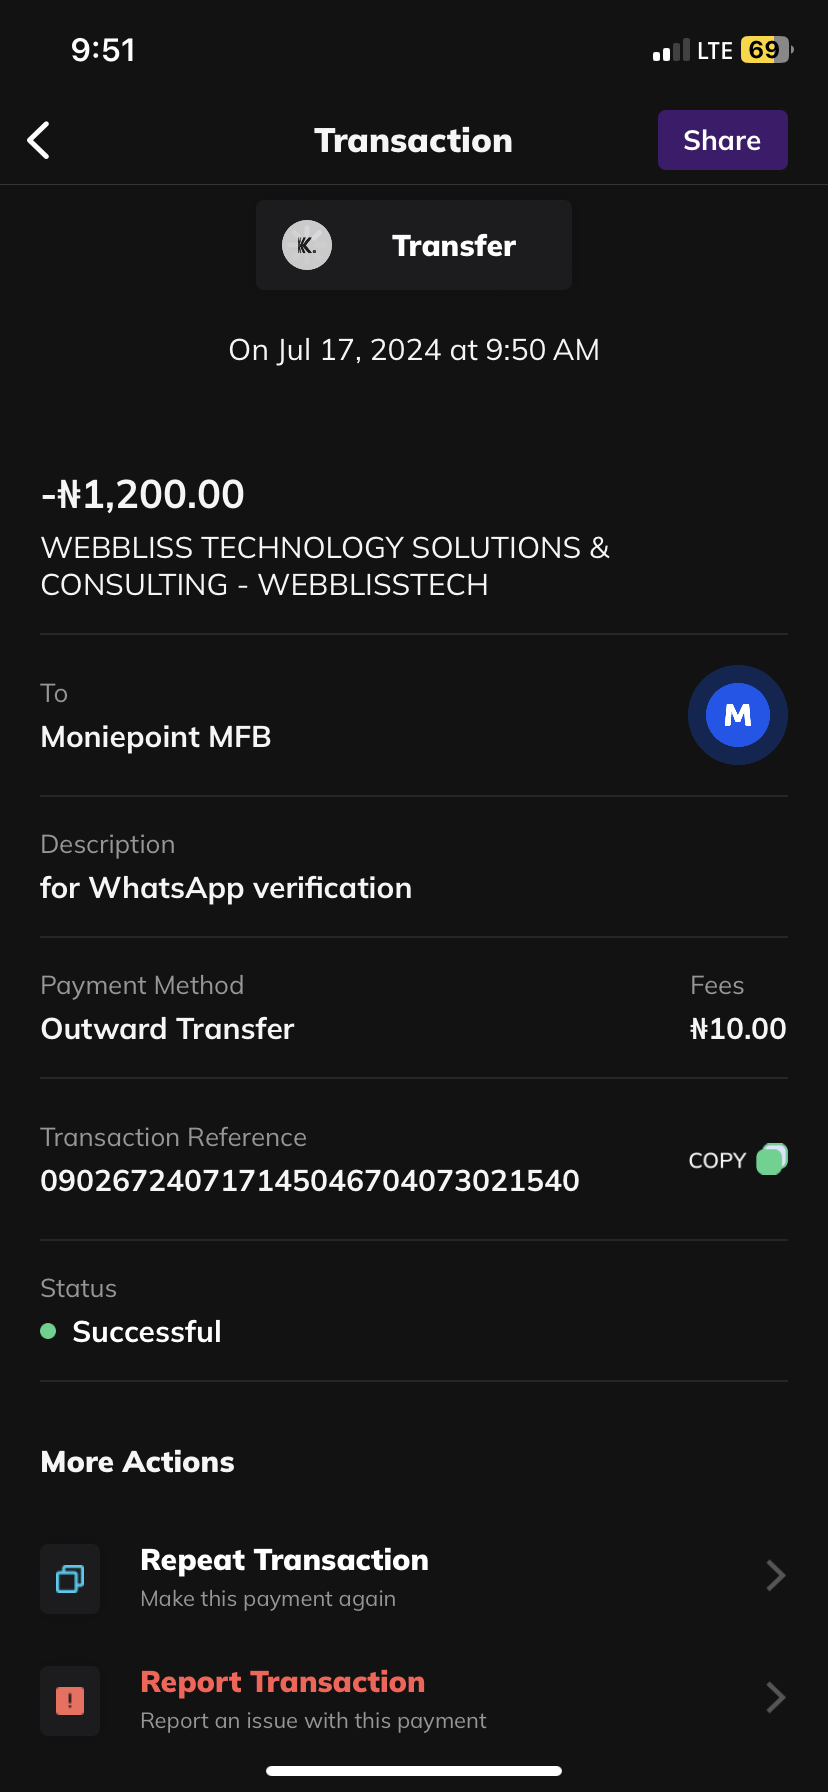 9:51 LTE 69
Transaction
Share
K. Transfer
On Jul 17, 2024 at 9:50 AM
-₦1,200.00
WEBBLISS TECHNOLOGY SOLUTIONS &
CONSULTING - WEBBLISSTECH
To
Moniepoint MFB
M
Description
for WhatsApp verification
Payment Method Fees
Outward Transfer ₦10.00
Transaction Reference
090267240717145046704073021540
COPY
Status
Successful
More Actions
Repeat Transaction
Make this payment again
Report Transaction
Report an issue with this payment